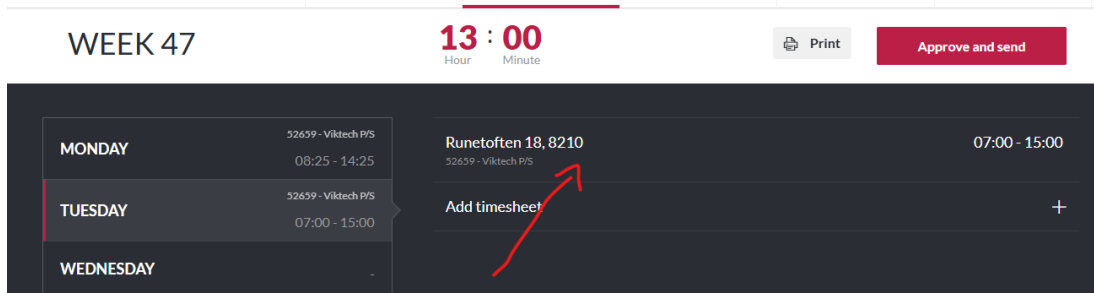 WEEK 47
13 : 00
Hour Minute
Print
Approve and send
MONDAY
52659 - Viktech P/S
08:25 - 14:25
TUESDAY
52659 - Viktech P/S
07:00 - 15:00
WEDNESDAY
-
Runetoften 18, 8210
52659 - Viktech P/S
07:00 - 15:00
Add timesheet
+